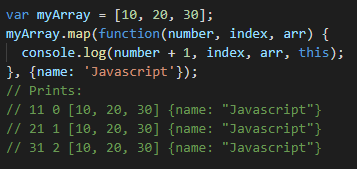 var myArray = [10, 20, 30];
myArray.map(function(number, index, arr) {
  console.log(number + 1, index, arr, this);
}, {name: 'Javascript'});
// Prints:
// 11 0 [10, 20, 30] {name: "Javascript"}
// 21 1 [10, 20, 30] {name: "Javascript"}
// 31 2 [10, 20, 30] {name: "Javascript"}